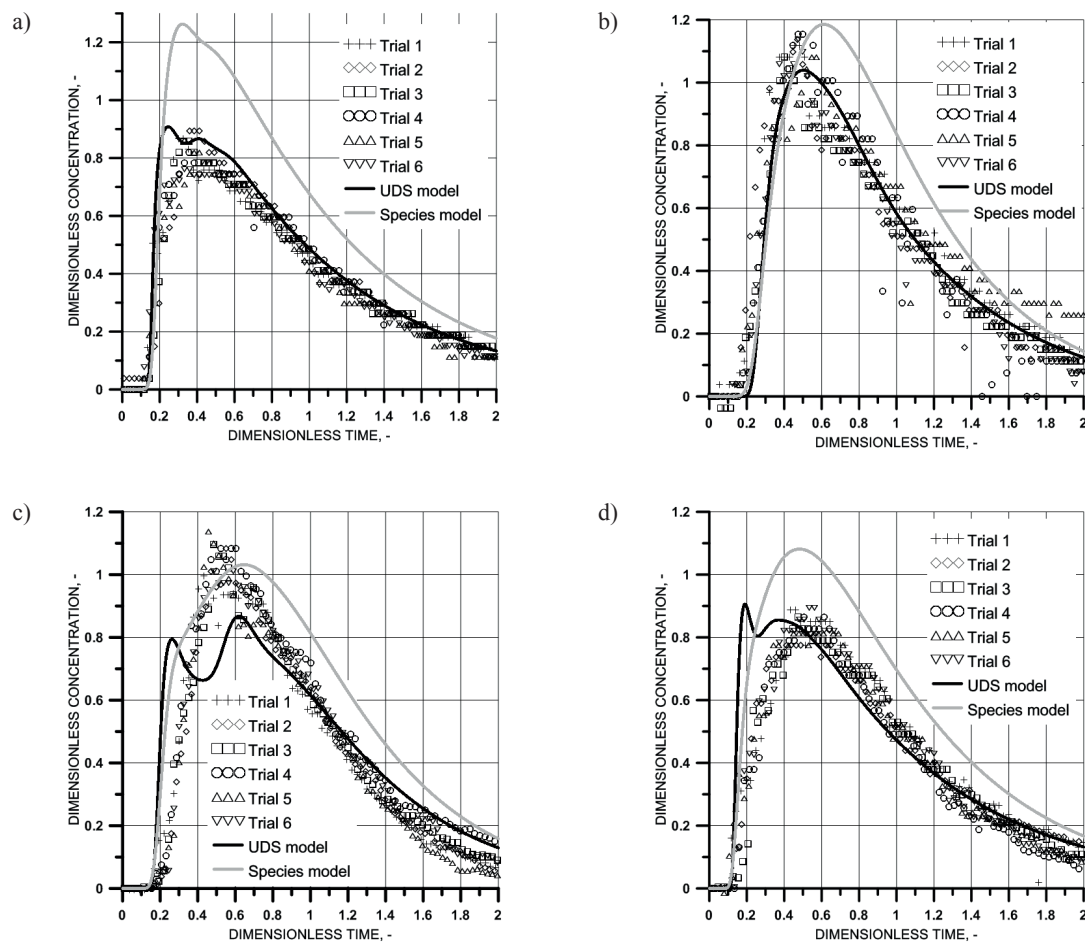 a)
DIMENSIONLESS CONCENTRATION, -
1.2
1
0.8
0.6
0.4
0.2
0
Trial 1
Trial 2
Trial 3
Trial 4
Trial 5
Trial 6
UDS model
Species model
0 0.2 0.4 0.6 0.8 1 1.2 1.4 1.6 1.8 2
DIMENSIONLESS TIME, -
b)
DIMENSIONLESS CONCENTRATION, -
1.2
1
0.8
0.6
0.4
0.2
0
Trial 1
Trial 2
Trial 3
Trial 4
Trial 5
Trial 6
UDS model
Species model
0 0.2 0.4 0.6 0.8 1 1.2 1.4 1.6 1.8 2
DIMENSIONLESS TIME, -
c)
DIMENSIONLESS CONCENTRATION, -
1.2
1
0.8
0.6
0.4
0.2
0
Trial 1
Trial 2
Trial 3
Trial 4
Trial 5
Trial 6
UDS model
Species model
0 0.2 0.4 0.6 0.8 1 1.2 1.4 1.6 1.8 2
DIMENSIONLESS TIME, -
d)
DIMENSIONLESS CONCENTRATION, -
1.2
1
0.8
0.6
0.4
0.2
0
Trial 1
Trial 2
Trial 3
Trial 4
Trial 5
Trial 6
UDS model
Species model
0 0.2 0.4 0.6 0.8 1 1.2 1.4 1.6 1.8 2
DIMENSIONLESS TIME, -